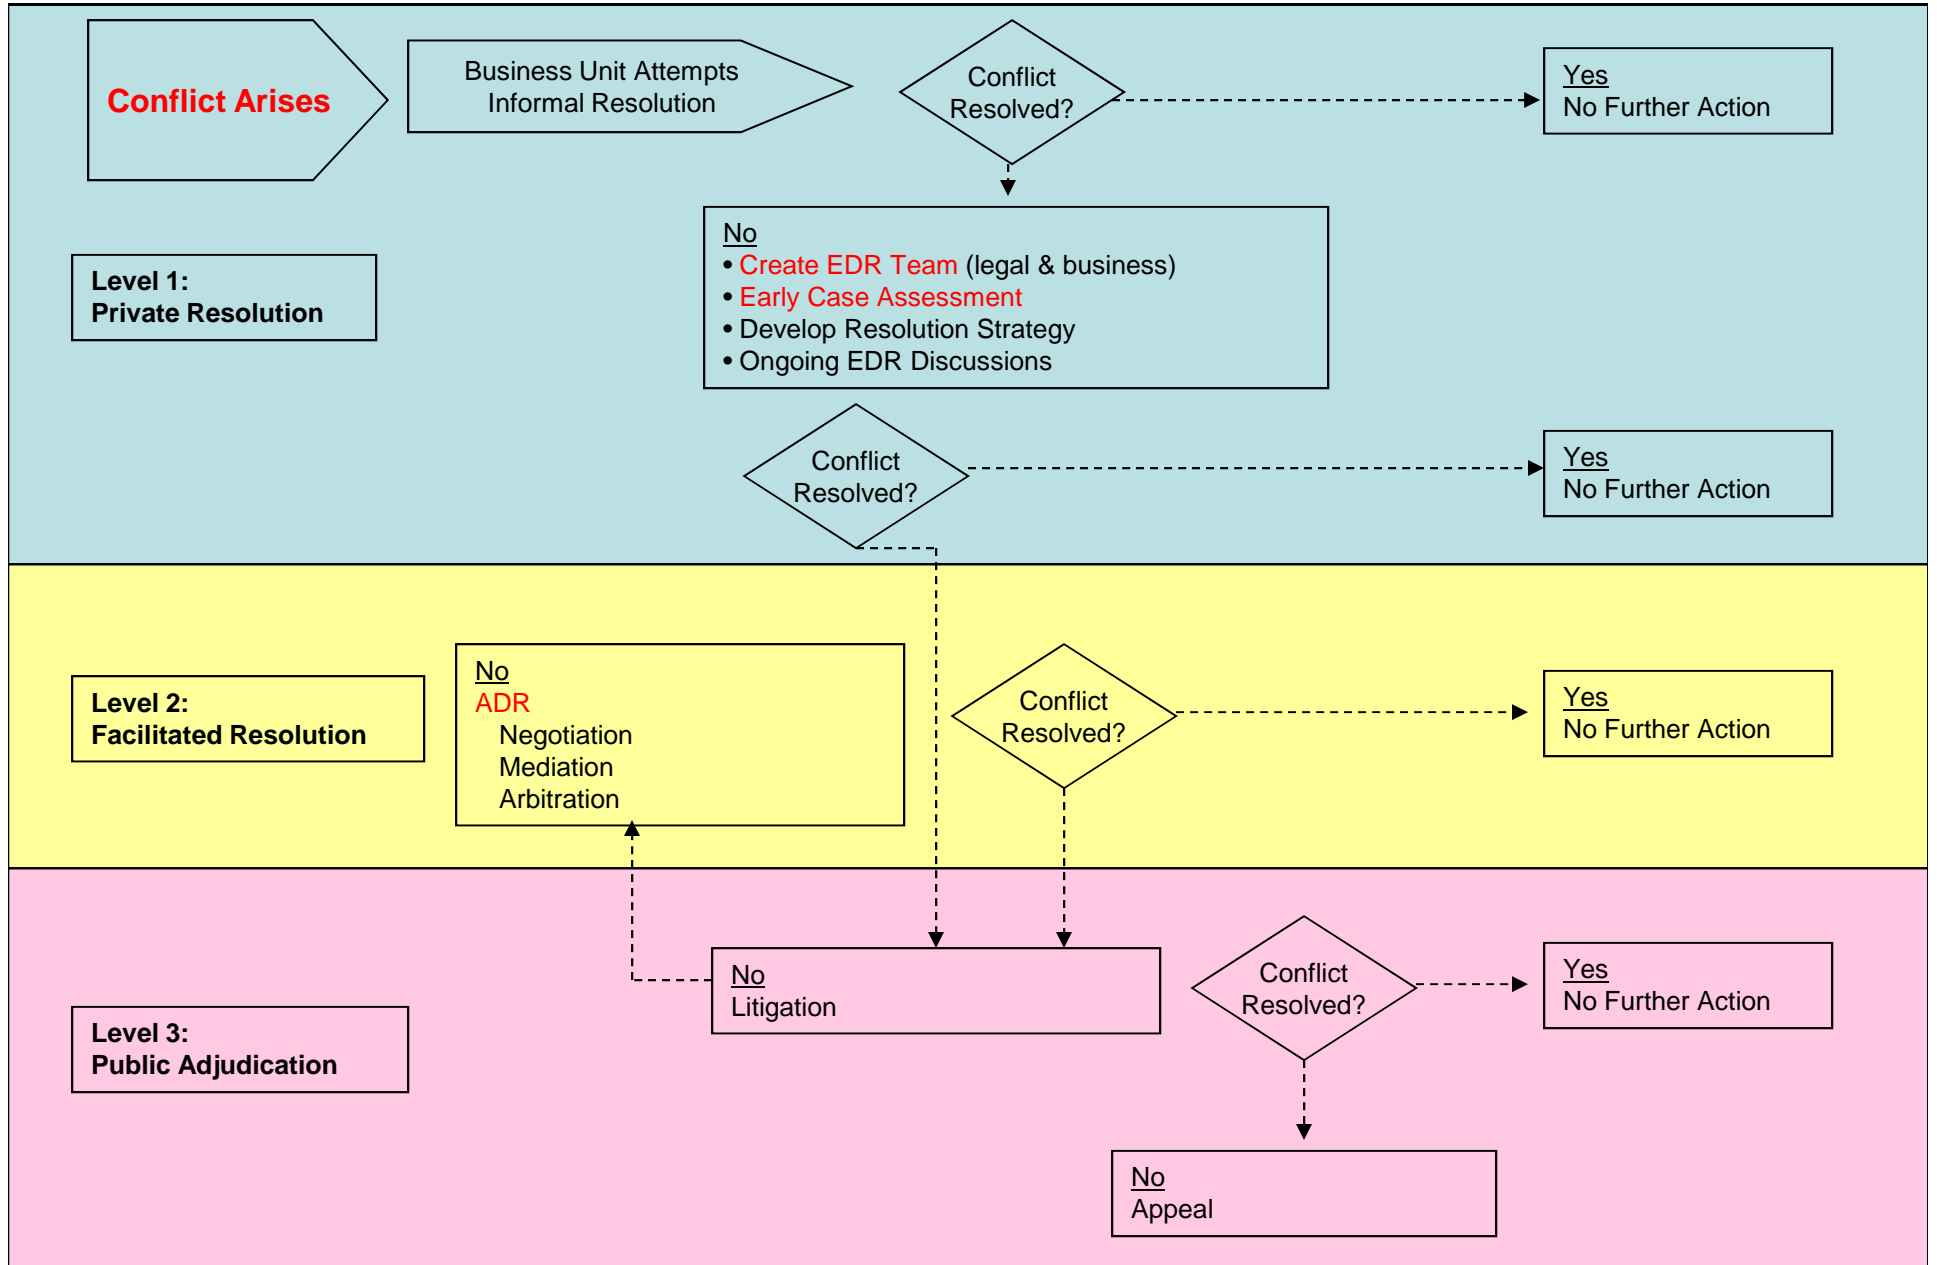 Conflict Arises
Business Unit Attempts
Informal Resolution
Conflict
Resolved?
Yes
No Further Action
No
• Create EDR Team (legal & business)
• Early Case Assessment
• Develop Resolution Strategy
• Ongoing EDR Discussions
Level 1:
Private Resolution
Conflict
Resolved?
Yes
No Further Action
Level 2:
Facilitated Resolution
No
ADR
Negotiation
Mediation
Arbitration
Conflict
Resolved?
Yes
No Further Action
Level 3:
Public Adjudication
No
Litigation
Conflict
Resolved?
Yes
No Further Action
No
Appeal